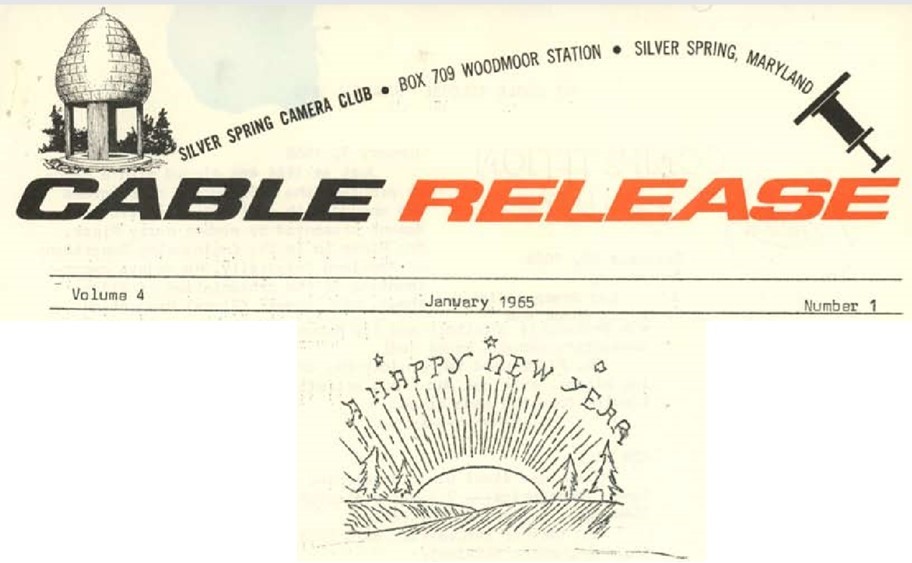 SILVER SPRING CAMERA CLUB • BOX 709 WOODMOOR STATION • SILVER SPRING, MARYLAND
CABLE RELEASE
Volume 4 January 1965 Number 1
A HAPPY NEW YEAR